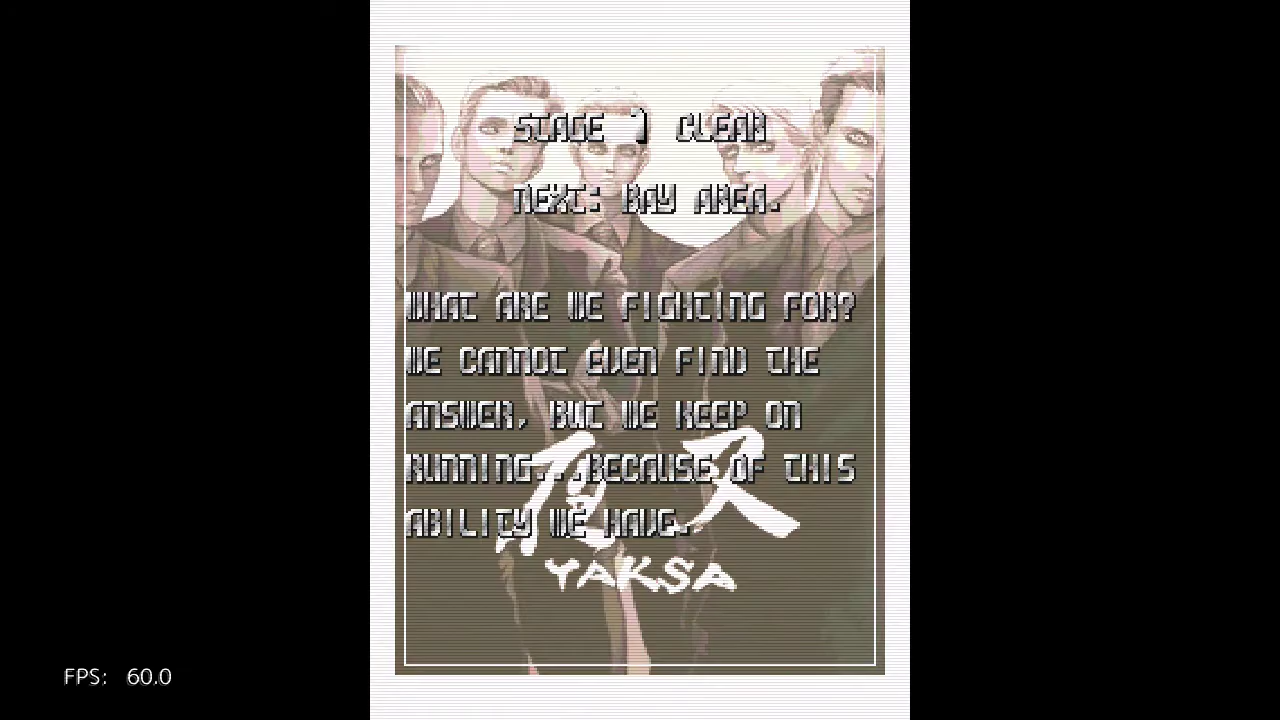 STAGE 1 CLEAR
NEXT: BAY AREA.
WHAT ARE WE FIGHTING FOR?
WE CANNOT EVEN FIND THE
ANSWER, BUT WE KEEP ON
RUNNING...BECAUSE OF THIS
ABILITY WE HAVE.
夜叉
YAKSA
FPS: 60.0